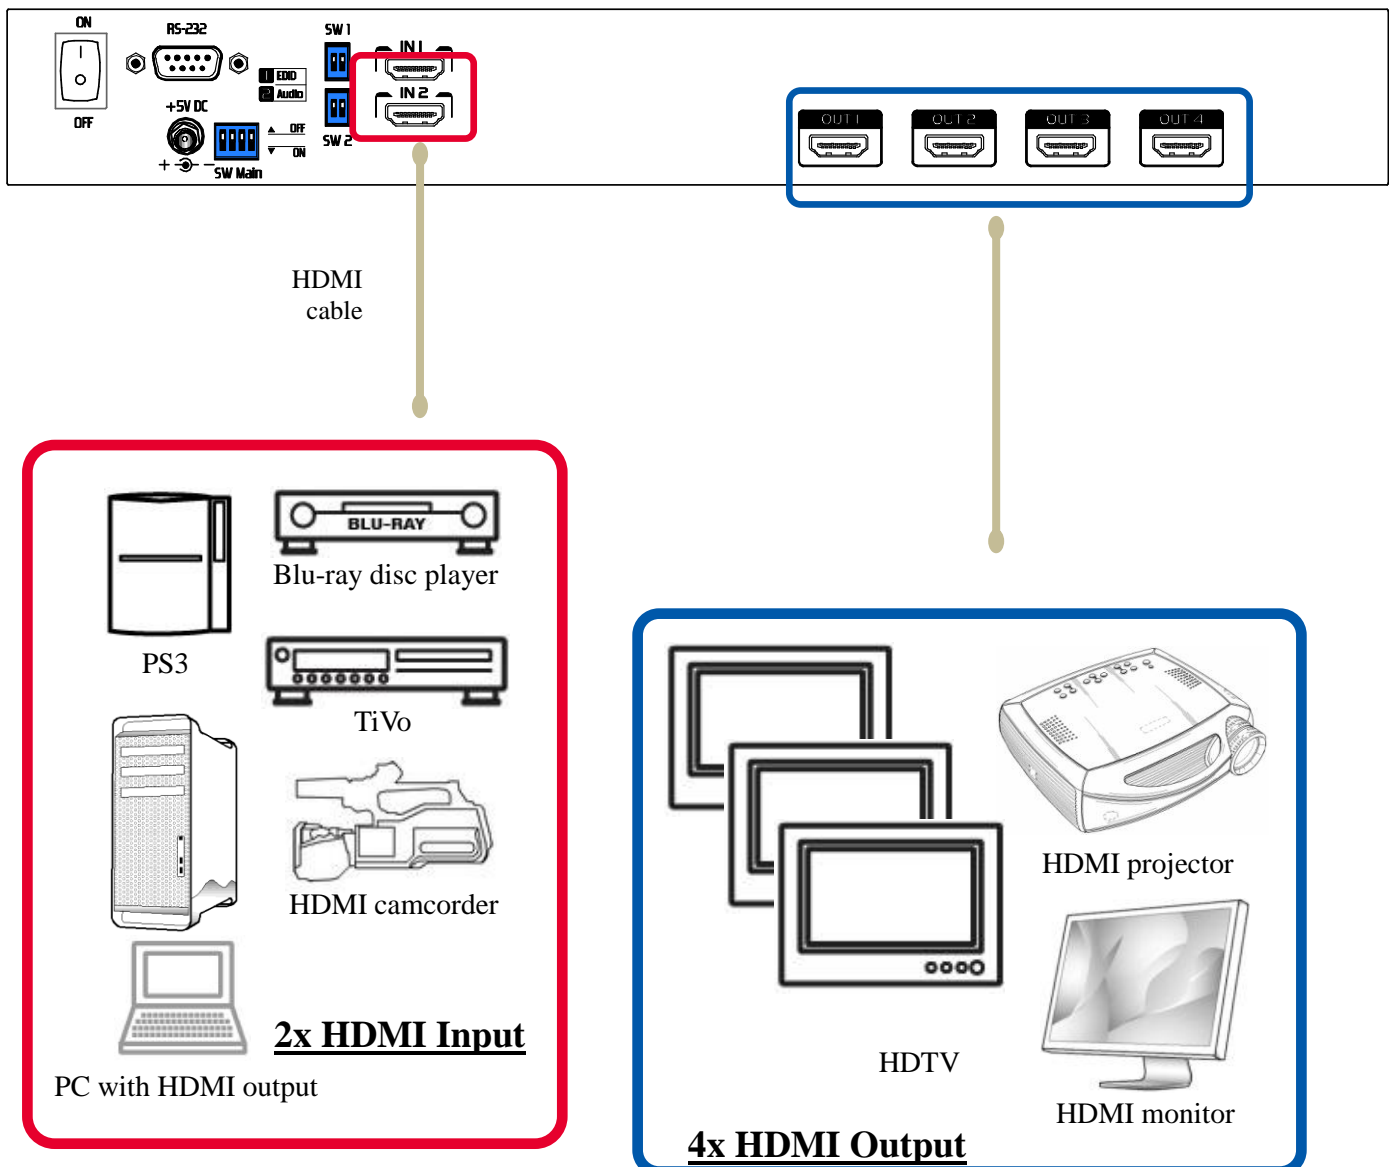 ON
OFF
RS-232
+5V DC
+ -
1 EDID
2 Audio
OFF
ON
SW Main
SW 1
SW 2
IN 1
IN 2
OUT 1
OUT 2
OUT 3
OUT 4
HDMI
cable
BLU-RAY
Blu-ray disc player
PS3
TiVo
HDMI camcorder
2x HDMI Input
PC with HDMI output
HDMI projector
HDTV
HDMI monitor
4x HDMI Output